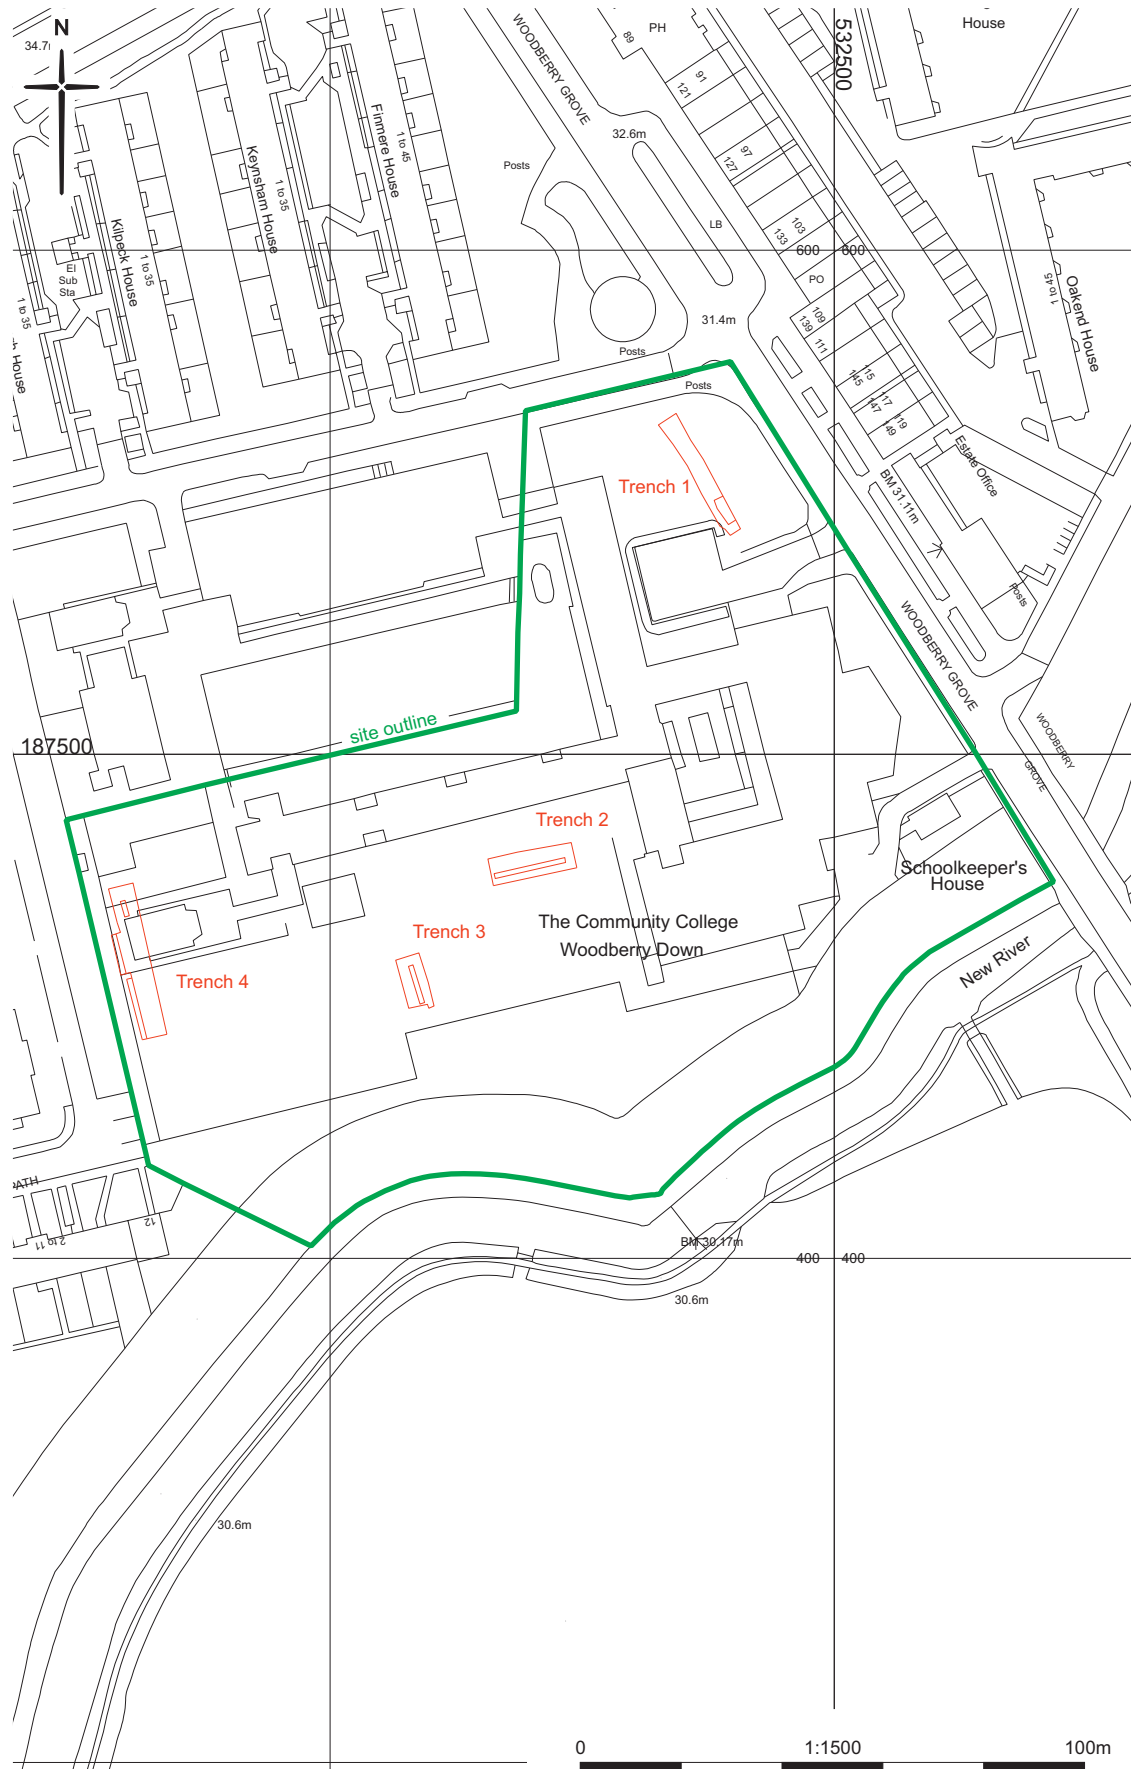 N
34.7
WOODBERRY GROVE
89
PH
91
121
532500
House
Finmere House
1 to 45
Keynsham House
1 to 35
Kilpeck House
1 to 35
El
Sub
Sta
1 to 35
House
Posts
32.6m
97
127
LB
103
133
600
800
PO
109
139
111
31.4m
Posts
Posts
Oakend House
1 to 45
115
145
117
147
119
149
Estate Office
BM 31.11m
Posts
Trench 1
WOODBERRY GROVE
WOODBERRY
GROVE
site outline
187500
Trench 2
Schoolkeeper's
House
The Community College
Woodberry Down
Trench 3
Trench 4
New River
PATH
12
2 to 11
BM 30.17m
400
400
30.6m
30.6m
0
1:1500
100m